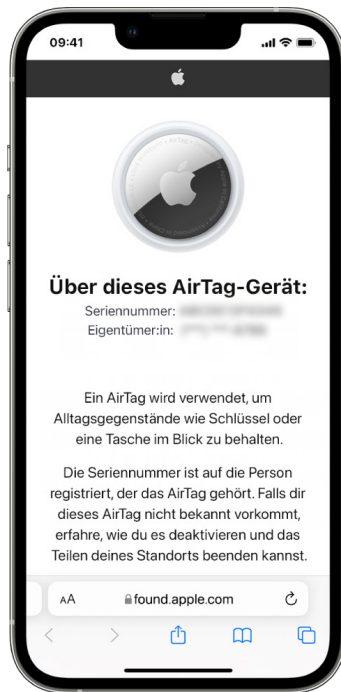 09:41
Über dieses AirTag-Gerät:
Seriennummer:
Eigentümer:in:
Ein AirTag wird verwendet, um
Alltagsgegenstände wie Schlüssel oder
eine Tasche im Blick zu behalten.
Die Seriennummer ist auf die Person
registriert, der das AirTag gehört. Falls dir
dieses AirTag nicht bekannt vorkommt,
erfahre, wie du es deaktivieren und das
Teilen deines Standorts beenden kannst.
AA
found.apple.com